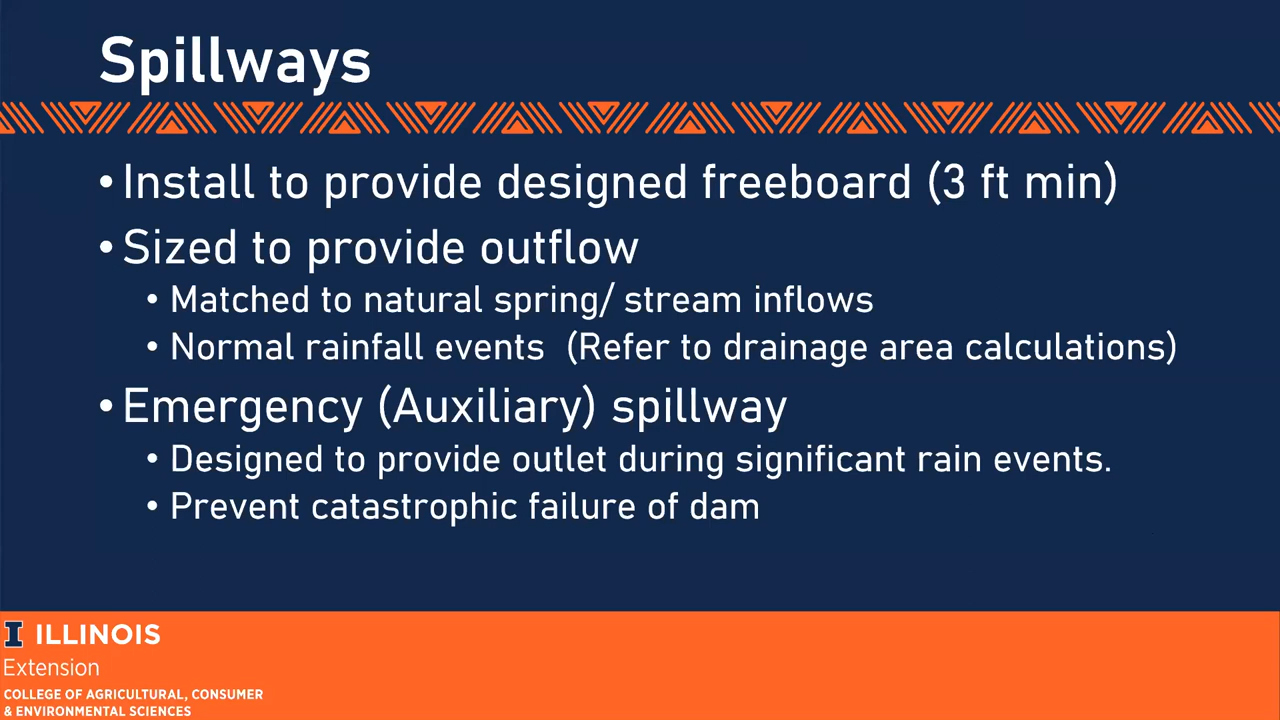 Spillways
• Install to provide designed freeboard (3 ft min)
• Sized to provide outflow
• Matched to natural spring/ stream inflows
• Normal rainfall events  (Refer to drainage area calculations)
• Emergency (Auxiliary) spillway
• Designed to provide outlet during significant rain events.
• Prevent catastrophic failure of dam
I ILLINOIS
Extension
COLLEGE OF AGRICULTURAL, CONSUMER
& ENVIRONMENTAL SCIENCES